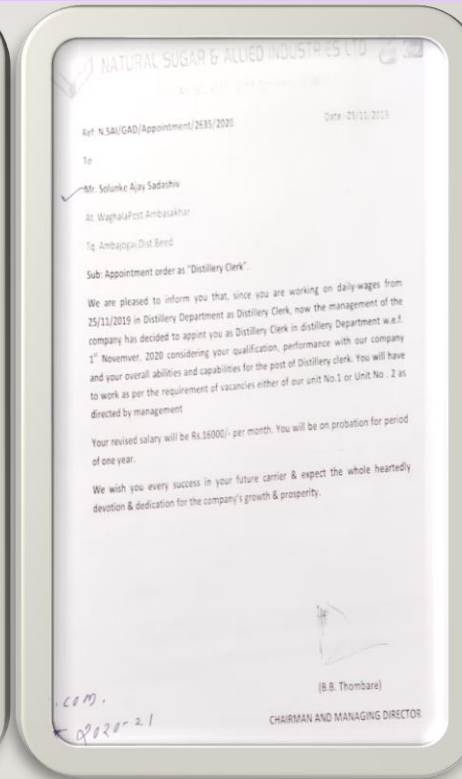 NATURAL SUGAR & ALLIED INDUSTRIES LTD
Ref: N.SAI/GAD/Appointment/2635/2020
Date:-25/11/2019
To
Mr. Solunke Ajay Sadashiv
At. WaghalaPost.Ambasakhar
Tq. Ambajogai Dist.Beed
Sub: Appointment order as "Distillery Clerk".
We are pleased to inform you that, since you are working on daily wages from
25/11/2019 in Distillery Department as Distillery Clerk, now the management of the
company has decided to appint you as Distillery Clerk in distillery Department w.e.f.
1st Novemver, 2020 considering your qualification, performance with our company
and your overall abilities and capabilities for the post of Distillery clerk. You will have
to work as per the requirement of vacancies either of our unit No.1 or Unit No . 2 as
directed by management
Your revised salary will be Rs.16000/- per month. You will be on probation for period
of one year.
We wish you every success in your future carrier & expect the whole heartedly
devotion & dedication for the company's growth & prosperity.
(B.B. Thombare)
.com.
2020-21
CHAIRMAN AND MANAGING DIRECTOR